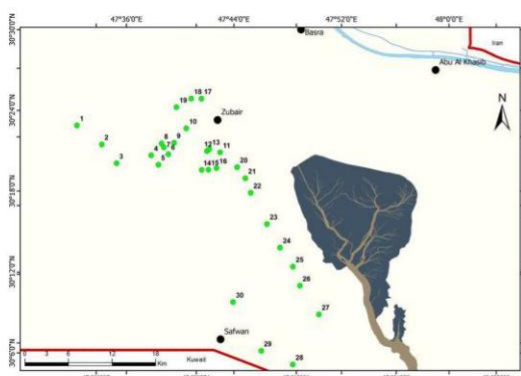 47°36'0"E
47°44'0"E
47°52'0"E
48°0'0"E
30°30'0"N
30°24'0"N
30°18'0"N
30°12'0"N
30°6'0"N
Basra
Iran
Abu Al Khasib
N
Zubair
Safwan
Kuwait
1
2
3
4
5
6
7
8
9
10
11
12
13
14
15
16
17
18
19
20
21
22
23
24
25
26
27
28
29
30
0 3 6 12 18
Km